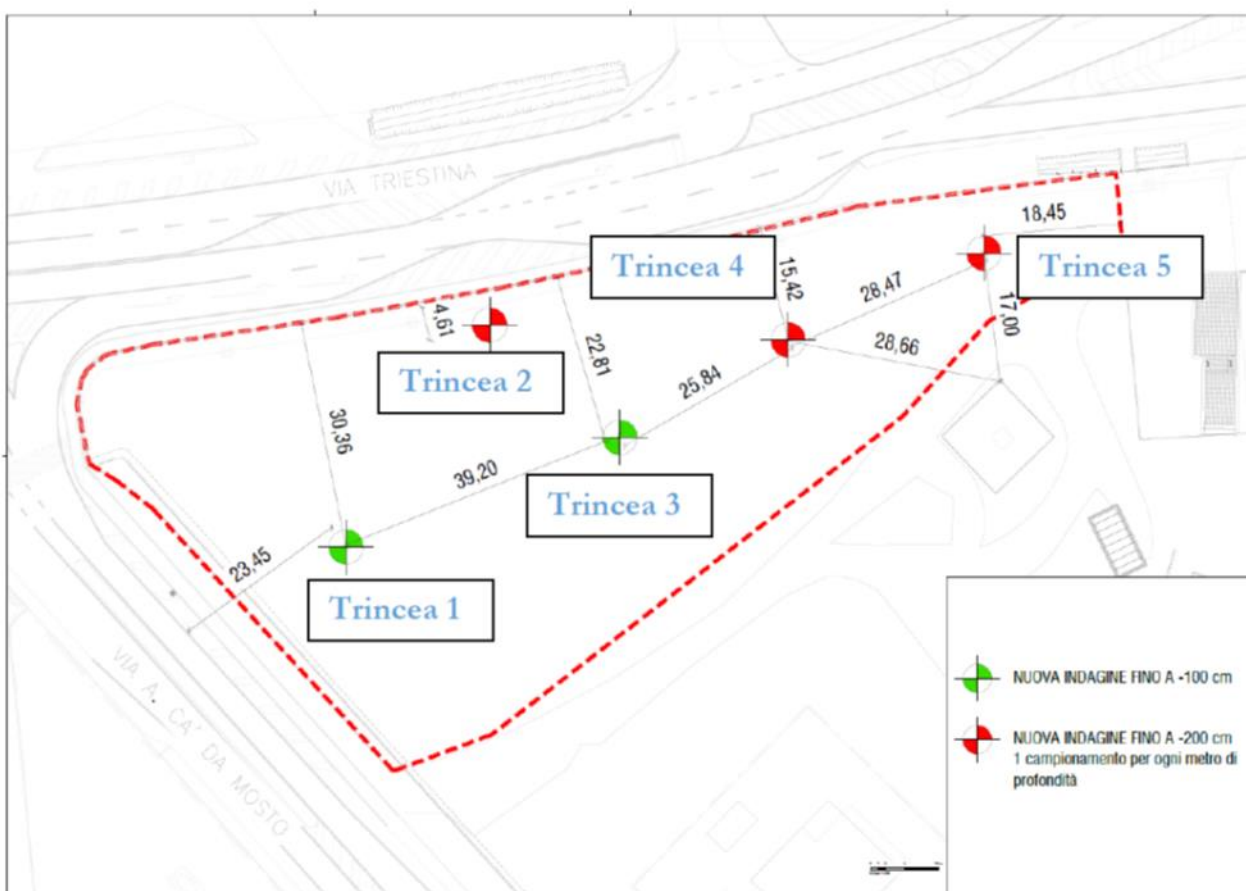 VIA TRIESTINA
18,45
Trincea 4
Trincea 5
15,42
28,47
17,00
4,61
22,81
28,66
Trincea 2
25,84
30,36
39,20
Trincea 3
23,45
Trincea 1
VIA A. CA' DA MOSTO
NUOVA INDAGINE FINO A -100 cm
NUOVA INDAGINE FINO A -200 cm
1 campionamento per ogni metro di
profondità